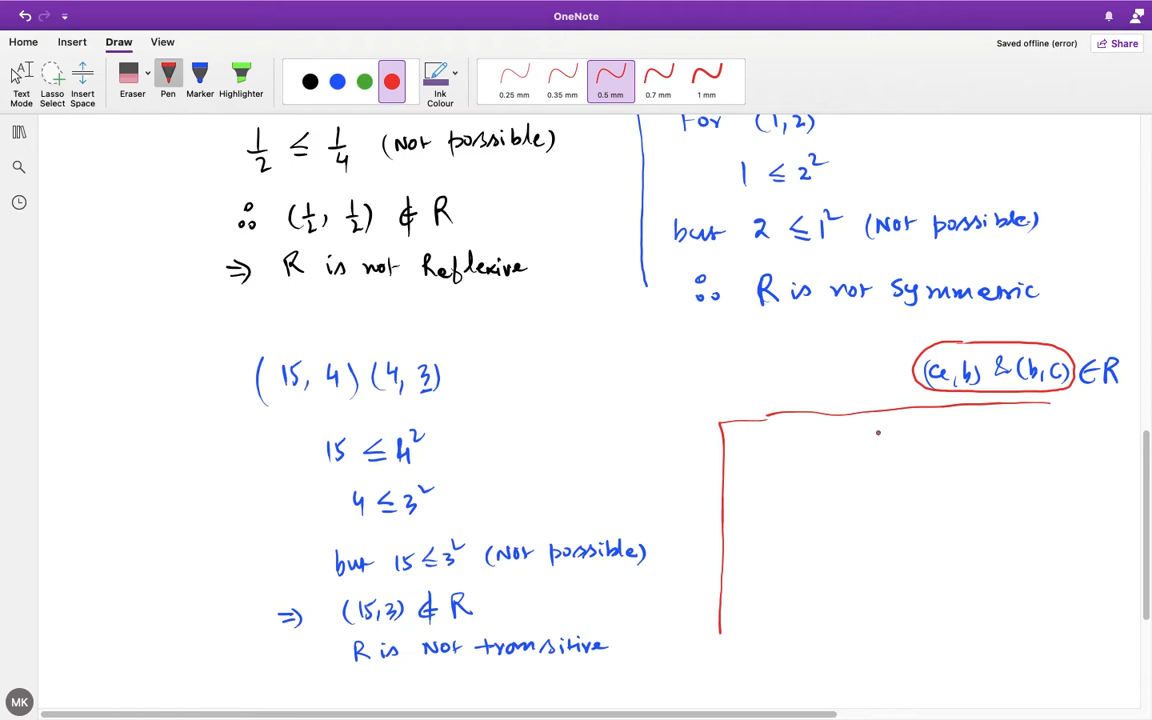 OneNote
Home Insert Draw View
Saved offline (error)
Share
Text Mode
Lasso Select
Insert Space
Eraser
Pen
Marker
Highlighter
Ink Colour
0.25 mm
0.35 mm
0.5 mm
0.7 mm
1 mm
1/2 ≤ 1/4 (Not possible)
∴ (1/2, 1/2) ∉ R
⇒ R is not Reflexive
For (1,2)
1 ≤ 2²
but 2 ≤ 1² (Not possible)
∴ R is not Symmetric
(a,b) & (b,c) ∈ R
(15, 4) (4, 3)
15 ≤ 4²
4 ≤ 3²
but 15 ≤ 3² (Not possible)
⇒ (15,3) ∉ R
R is Not transitive
MK